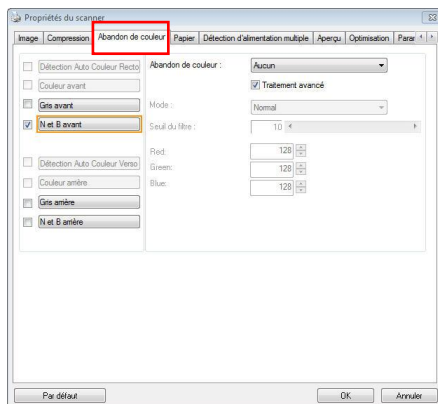 Propriétés du scanner
Image Compression Abandon de couleur Papier Détection d'alimentation multiple Aperçu Optimisation Parar
Détection Auto Couleur Recto
Couleur avant
Gris avant
N et B avant
Détection Auto Couleur Verso
Couleur arrière
Gris arrière
N et B arrière
Abandon de couleur : Aucun
Traitement avancé
Mode : Normal
Seuil du filtre : 10
Red: 128
Green: 128
Blue: 128
Par défaut OK Annuler